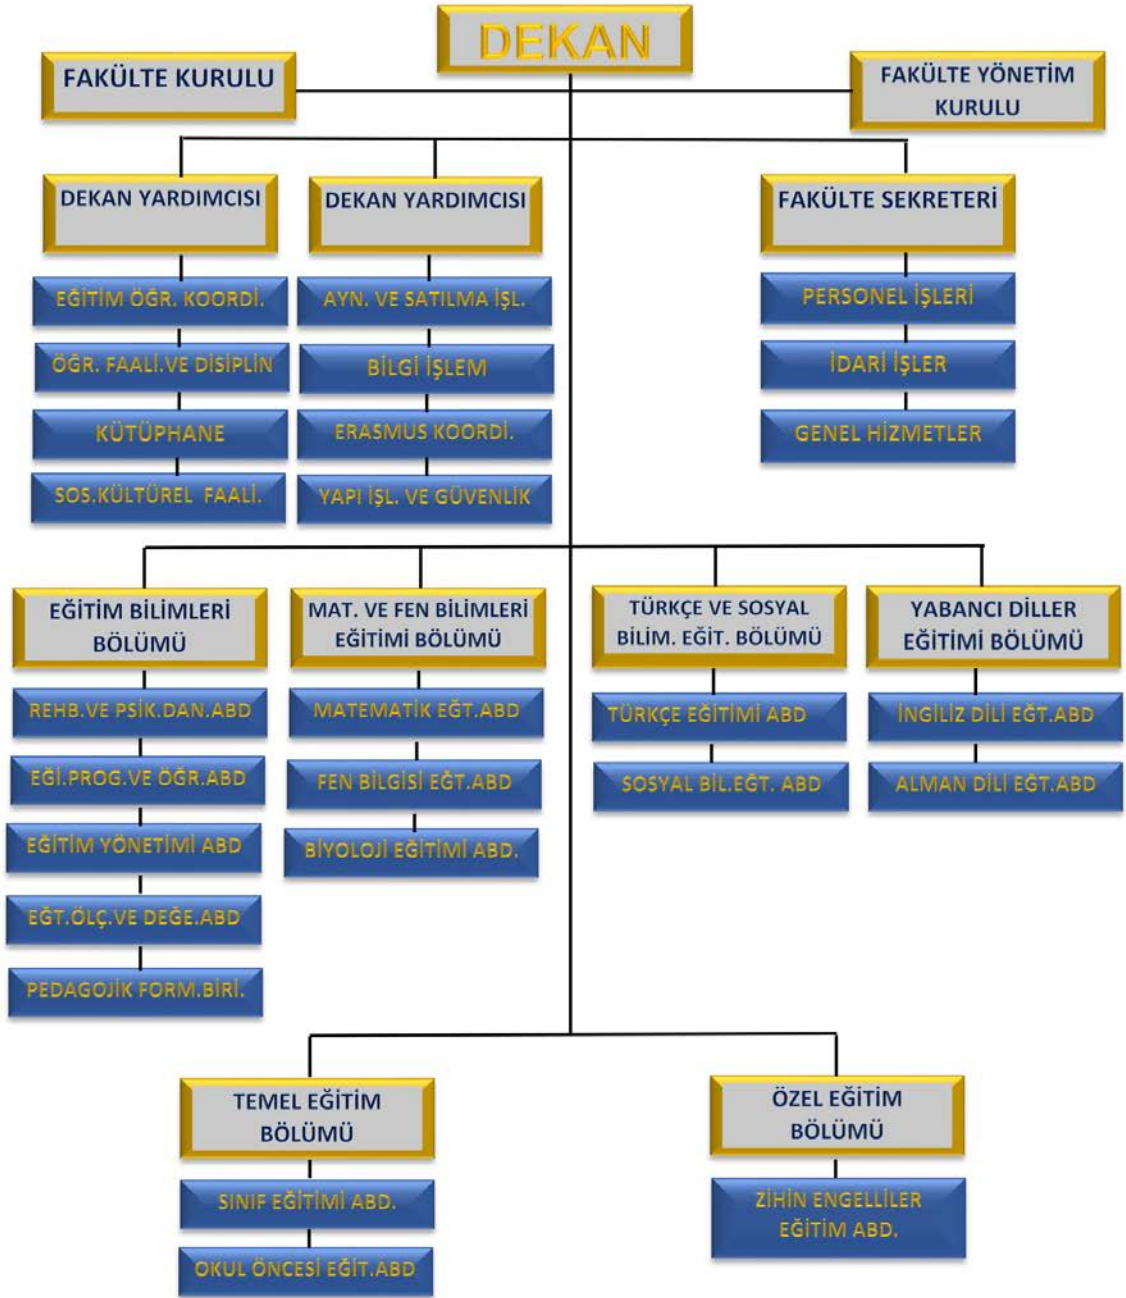 DEKAN
FAKÜLTE KURULU
FAKÜLTE YÖNETİM
KURULU
DEKAN YARDIMCISI
DEKAN YARDIMCISI
FAKÜLTE SEKRETERİ
EĞİTİM ÖĞR. KOORDİ.
ÖĞR. FAALİ.VE DİSİPLİN
KÜTÜPHANE
SOS.KÜLTÜREL FAALİ.
AYN. VE SATILMA İŞL.
BİLGİ İŞLEM
ERASMUS KOORDİ.
YAPI İŞL. VE GÜVENLİK
PERSONEL İŞLERİ
İDARİ İŞLER
GENEL HİZMETLER
EĞİTİM BİLİMLERİ
BÖLÜMÜ
REHB.VE PSİK.DAN.ABD
EĞİ.PROG.VE ÖĞR.ABD
EĞİTİM YÖNETİMİ ABD
EĞT.ÖLÇ.VE DEĞE.ABD
PEDAGOJİK FORM.BİRİ.
MAT. VE FEN BİLİMLERİ
EĞİTİMİ BÖLÜMÜ
MATEMATİK EĞT.ABD
FEN BİLGİSİ EĞT.ABD
BİYOLOJİ EĞİTİMİ ABD.
TÜRKÇE VE SOSYAL
BİLİM. EĞİT. BÖLÜMÜ
TÜRKÇE EĞİTİMİ ABD
SOSYAL BİL.EĞT. ABD
YABANCI DİLLER
EĞİTİMİ BÖLÜMÜ
İNGİLİZ DİLİ EĞT.ABD
ALMAN DİLİ EĞT.ABD
TEMEL EĞİTİM
BÖLÜMÜ
SINIF EĞİTİMİ ABD.
OKUL ÖNCESİ EĞİT.ABD
ÖZEL EĞİTİM
BÖLÜMÜ
ZİHİN ENGELLİLER
EĞİTİM ABD.